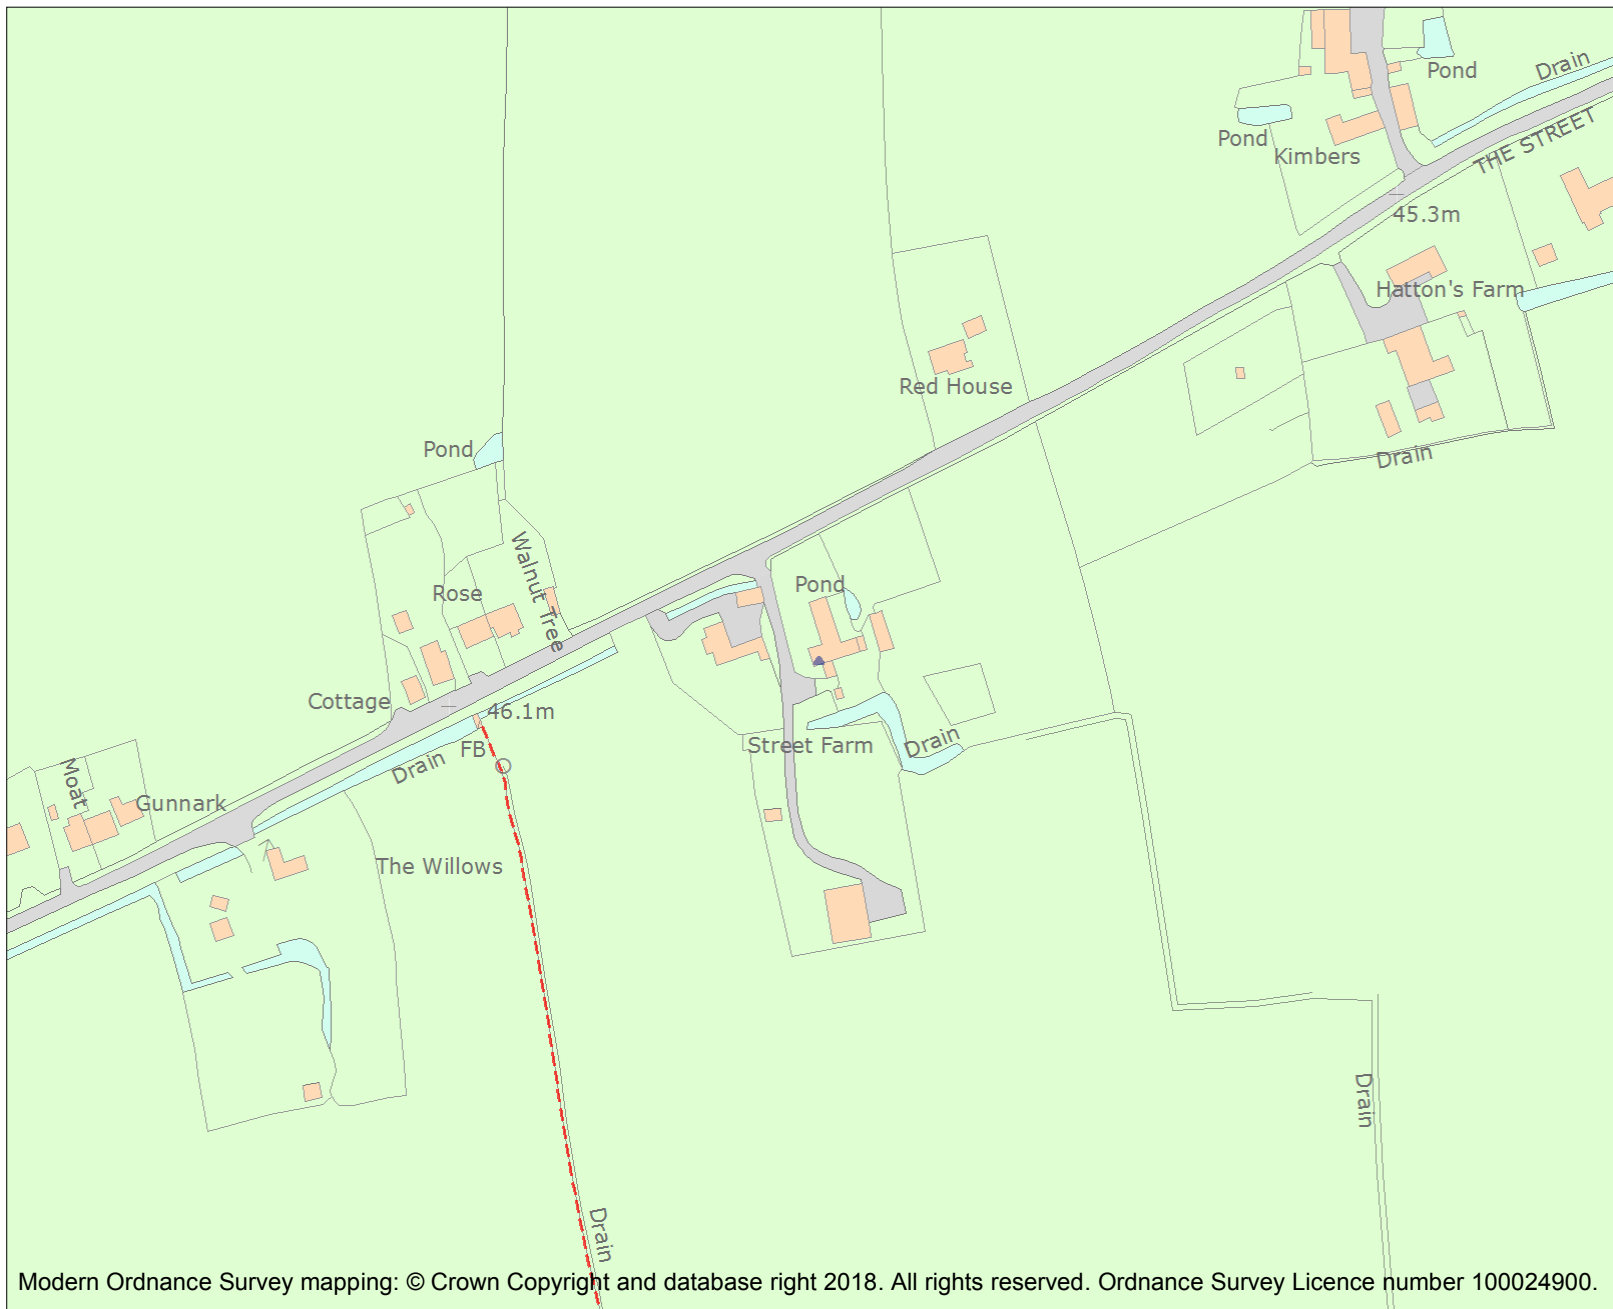 Pond
Drain
Pond
Kimbers
THE STREET
45.3m
Hatton's Farm
Red House
Drain
Pond
Walnut Tree
Rose
Pond
Cottage
46.1m
FB
Drain
Street Farm
Drain
Moat
Gunnark
The Willows
Drain
Drain
Modern Ordnance Survey mapping: © Crown Copyright and database right 2018. All rights reserved. Ordnance Survey Licence number 100024900.